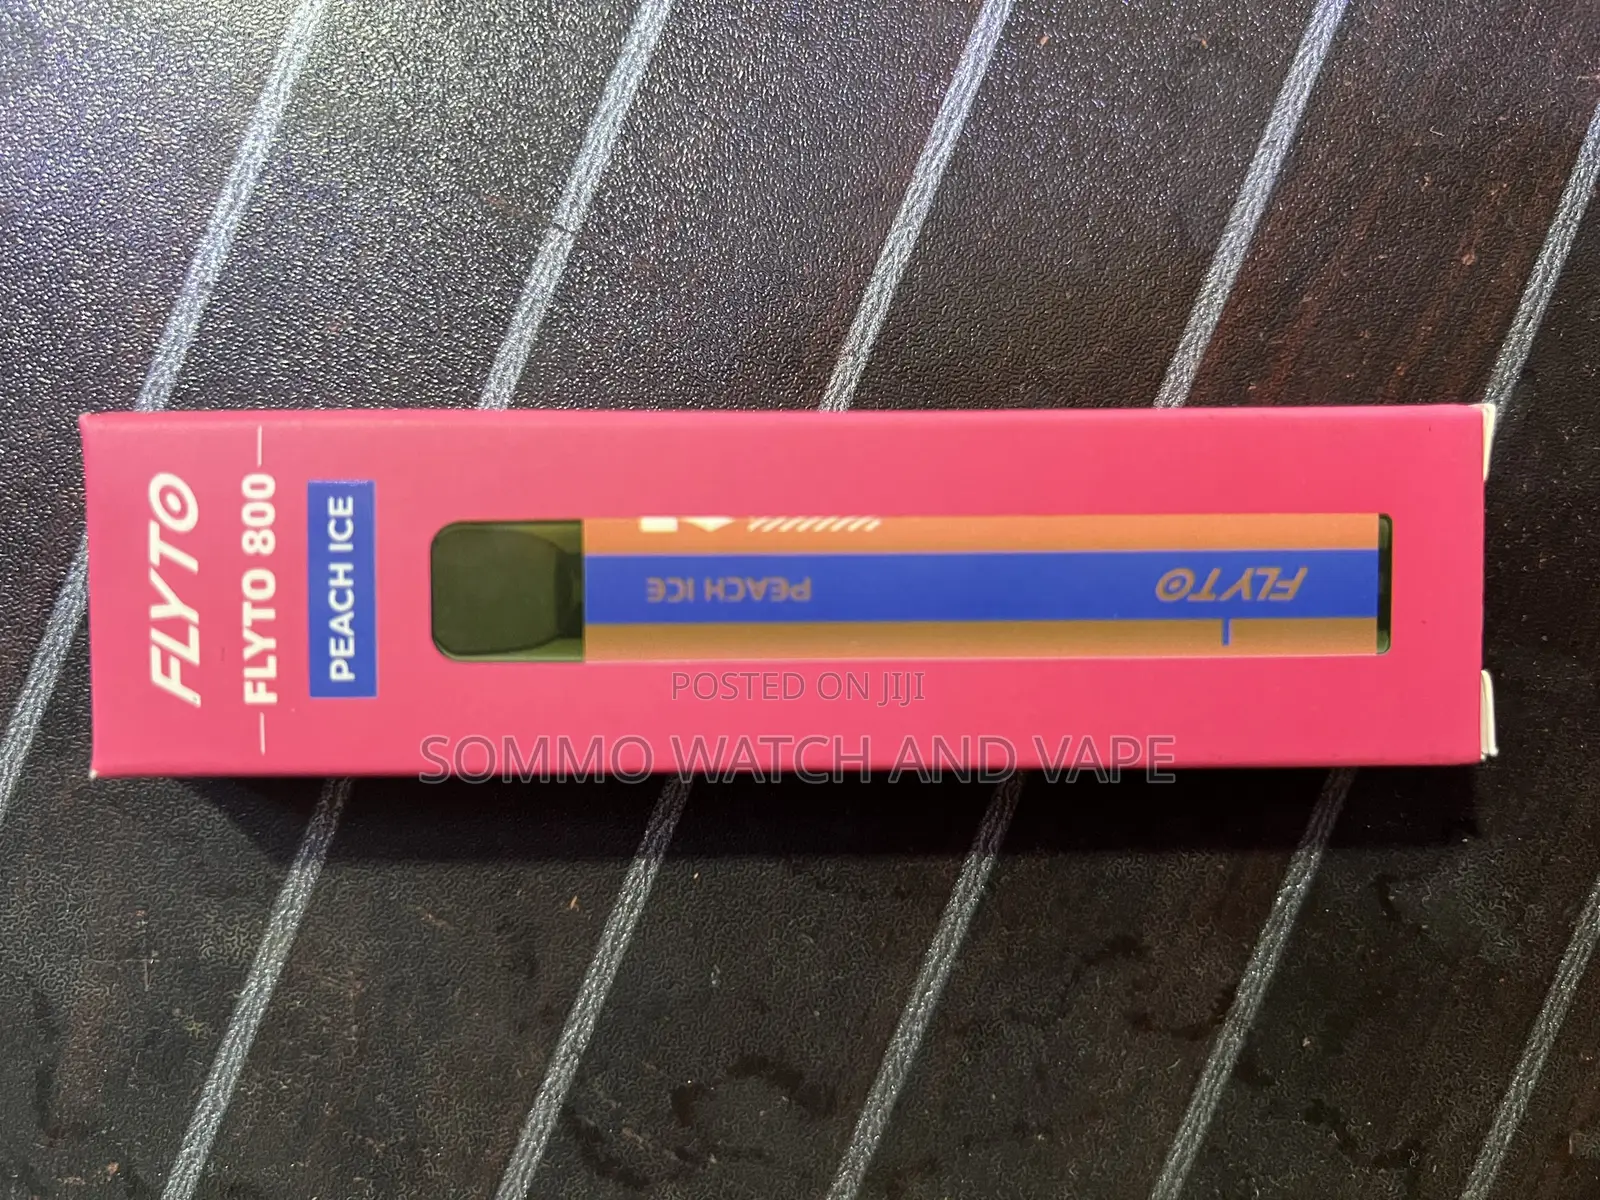 FLYTO
FLYTO 800
PEACH ICE
PEACH ICE
FLYTO
POSTED ON JIJI
SOMMO WATCH AND VAPE